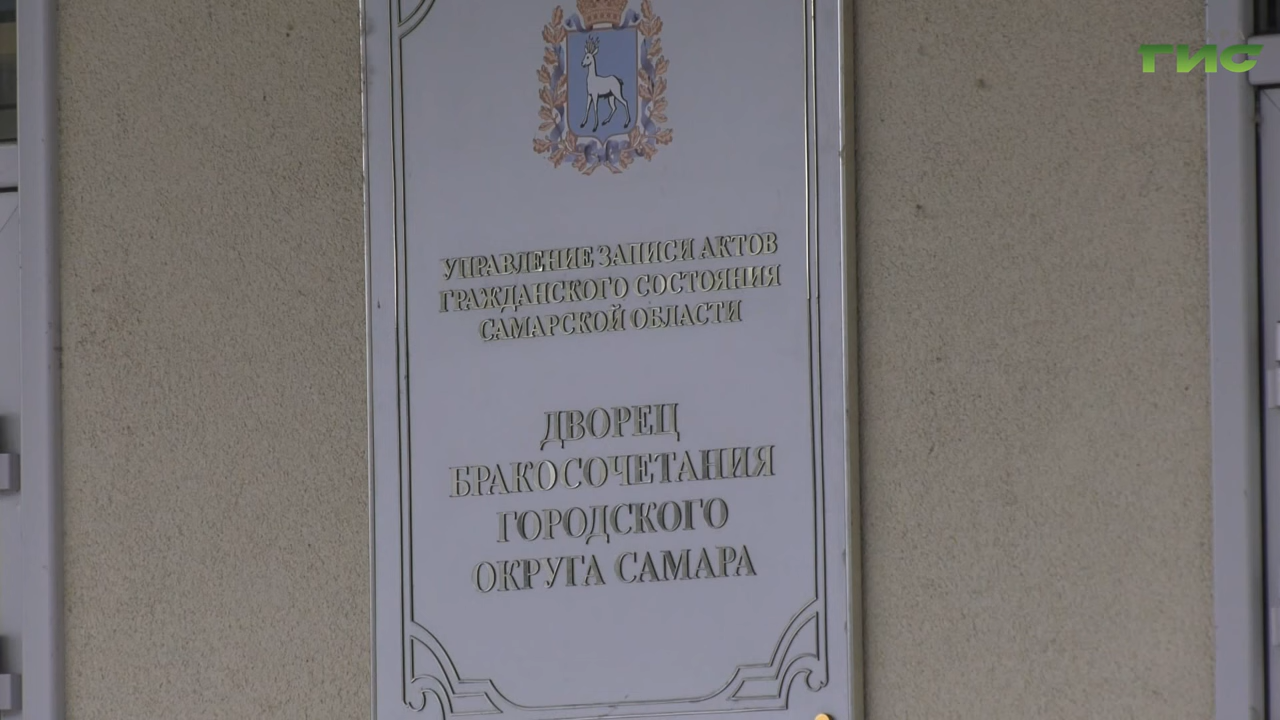 ГИС
УПРАВЛЕНИЕ ЗАПИСИ АКТОВ
ГРАЖДАНСКОГО СОСТОЯНИЯ
САМАРСКОЙ ОБЛАСТИ
ДВОРЕЦ
БРАКОСОЧЕТАНИЯ
ГОРОДСКОГО
ОКРУГА САМАРА